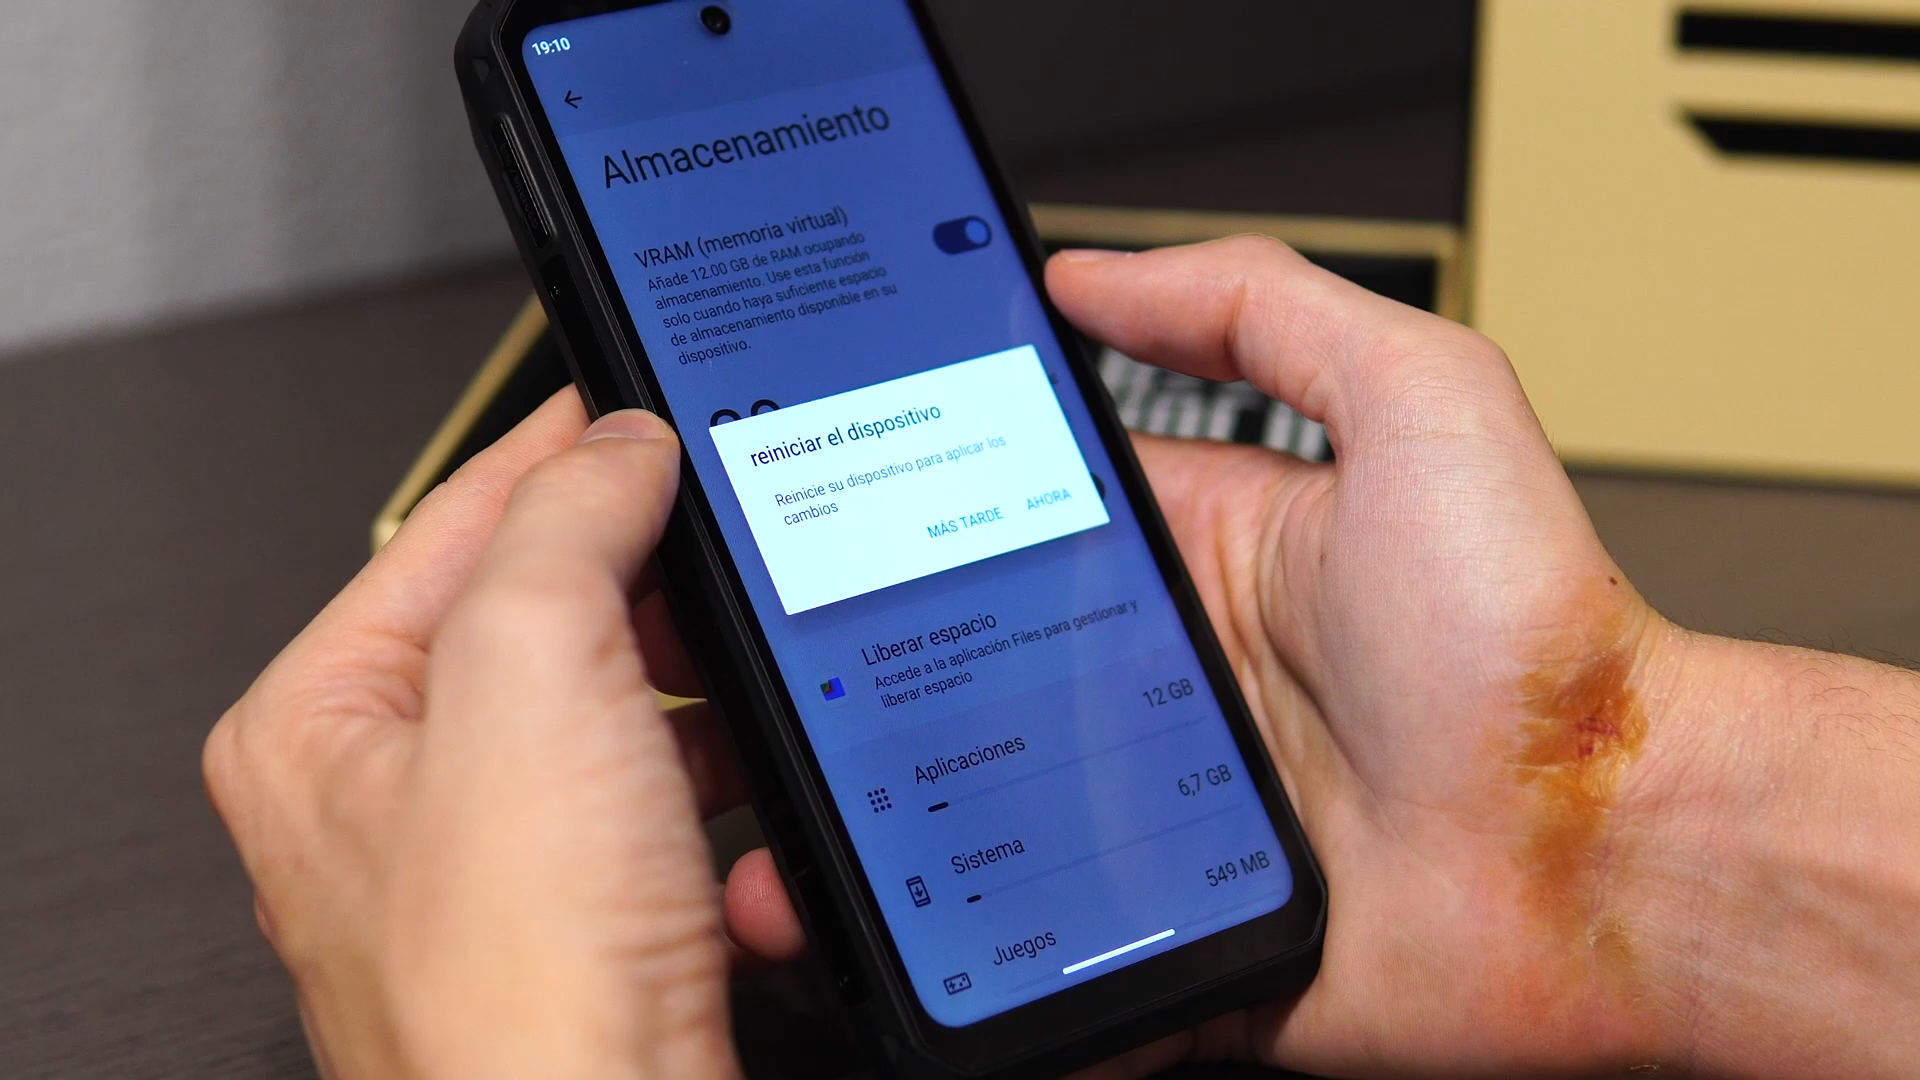 19:10
Almacenamiento
VRAM (memoria virtual)
Añade 12.00 GB de RAM ocupando
almacenamiento. Use esta función
solo cuando haya suficiente espacio
de almacenamiento disponible en su
dispositivo.
reiniciar el dispositivo
Reinicie su dispositivo para aplicar los
cambios
MÁS TARDE AHORA
Liberar espacio
Accede a la aplicación Files para gestionar y
liberar espacio
Aplicaciones 12 GB
Sistema 6,7 GB
Juegos 549 MB